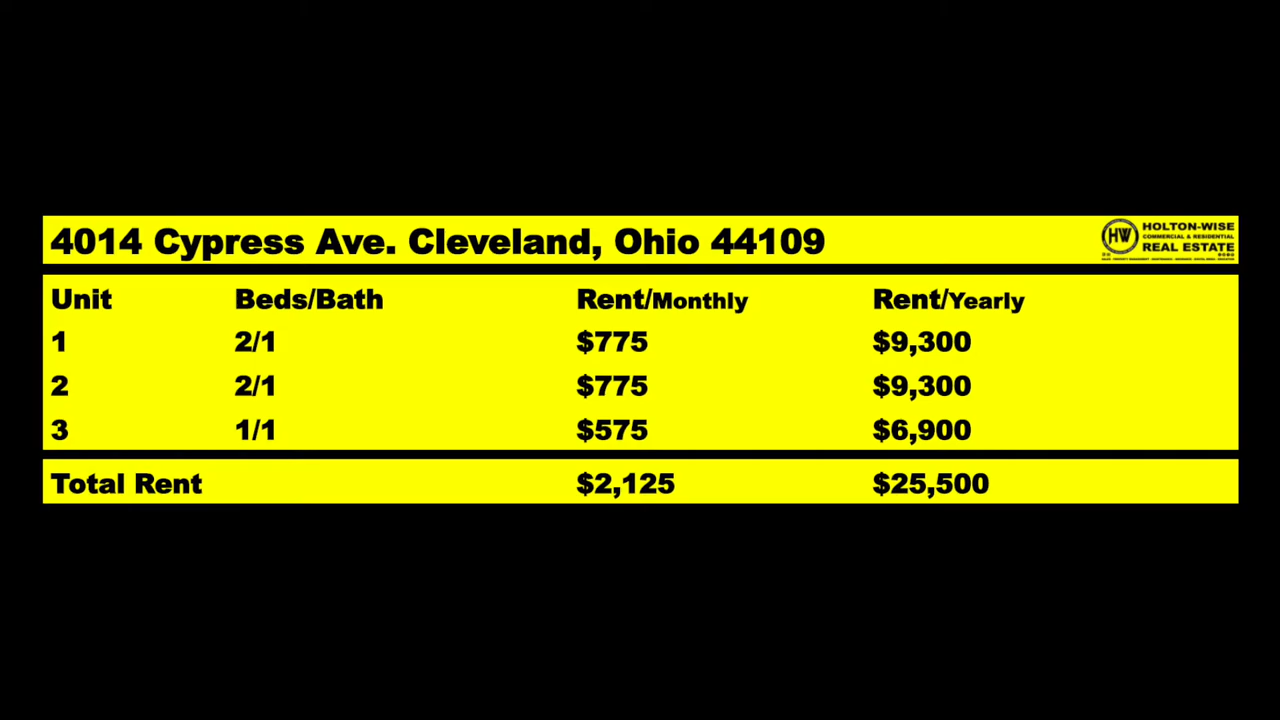 4014 Cypress Ave. Cleveland, Ohio 44109
HW
HOLTON-WISE
COMMERCIAL & RESIDENTIAL
REAL ESTATE
Unit Beds/Bath Rent/Monthly Rent/Yearly
1 2/1 $775 $9,300
2 2/1 $775 $9,300
3 1/1 $575 $6,900
Total Rent $2,125 $25,500